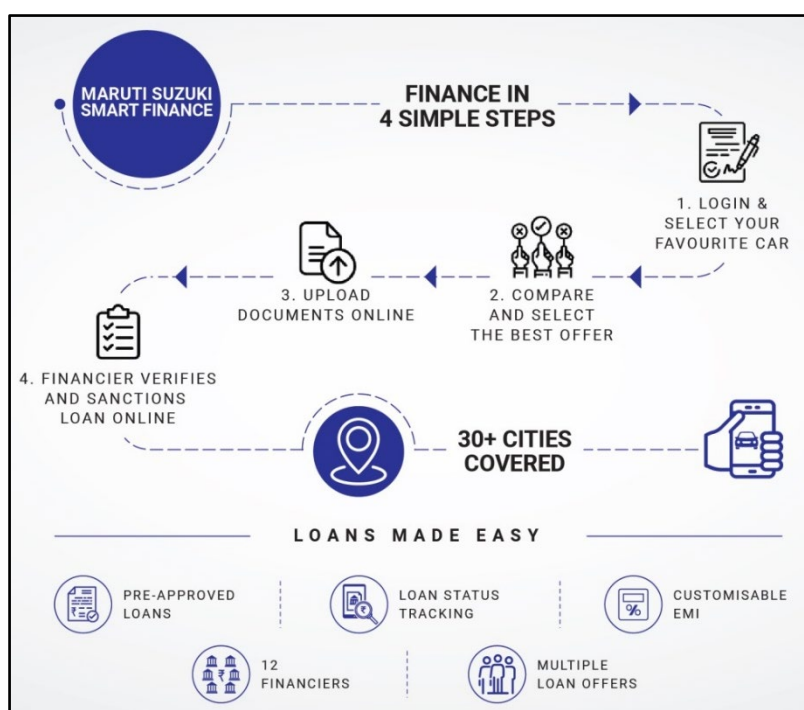 MARUTI SUZUKI
SMART FINANCE
FINANCE IN
4 SIMPLE STEPS
1. LOGIN &
SELECT YOUR
FAVOURITE CAR
2. COMPARE
AND SELECT
THE BEST OFFER
3. UPLOAD
DOCUMENTS ONLINE
4. FINANCIER VERIFIES
AND SANCTIONS
LOAN ONLINE
30+ CITIES
COVERED
LOANS MADE EASY
PRE-APPROVED
LOANS
LOAN STATUS
TRACKING
CUSTOMISABLE
EMI
12
FINANCIERS
MULTIPLE
LOAN OFFERS